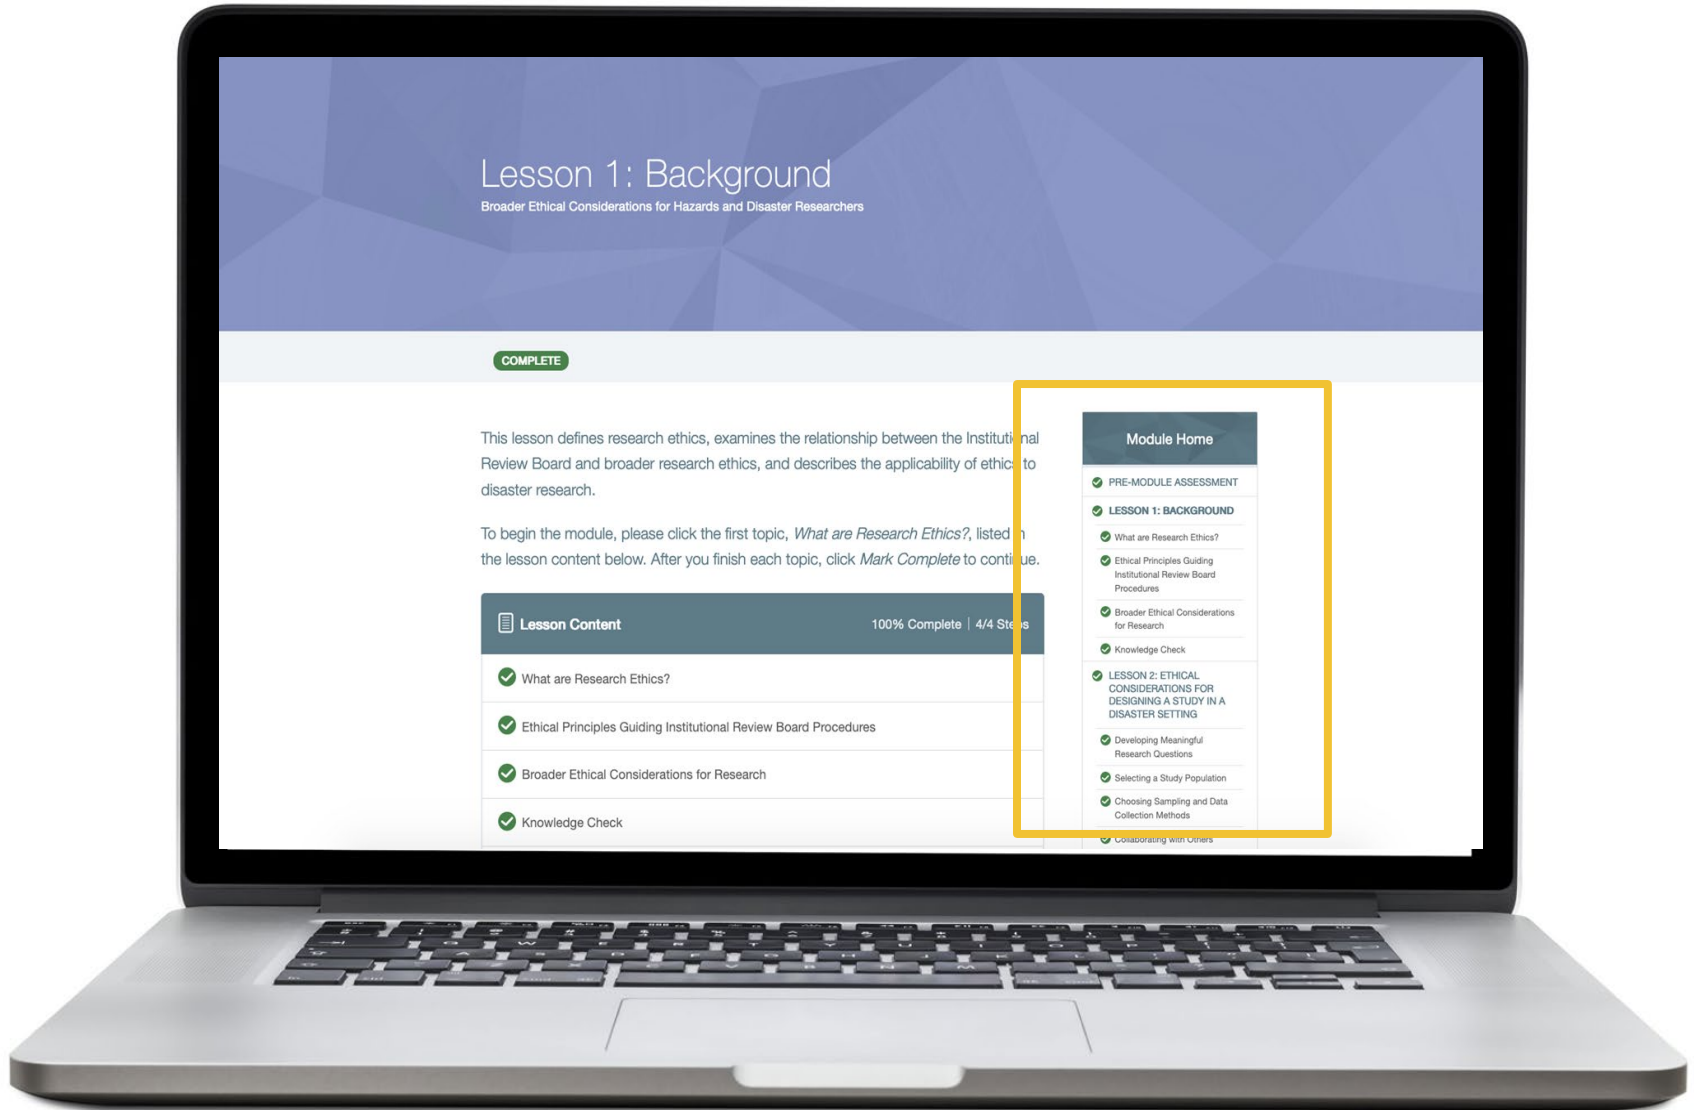 Lesson 1: Background
Broader Ethical Considerations for Hazards and Disaster Researchers
COMPLETE
This lesson defines research ethics, examines the relationship between the Institutional
Review Board and broader research ethics, and describes the applicability of ethics to
disaster research.
To begin the module, please click the first topic, What are Research Ethics?, listed in
the lesson content below. After you finish each topic, click Mark Complete to continue.
Lesson Content
100% Complete | 4/4 Steps
What are Research Ethics?
Ethical Principles Guiding Institutional Review Board Procedures
Broader Ethical Considerations for Research
Knowledge Check
Module Home
PRE-MODULE ASSESSMENT
LESSON 1: BACKGROUND
What are Research Ethics?
Ethical Principles Guiding
Institutional Review Board
Procedures
Broader Ethical Considerations
for Research
Knowledge Check
LESSON 2: ETHICAL
CONSIDERATIONS FOR
DESIGNING A STUDY IN A
DISASTER SETTING
Developing Meaningful
Research Questions
Selecting a Study Population
Choosing Sampling and Data
Collection Methods
Collaborating with Others